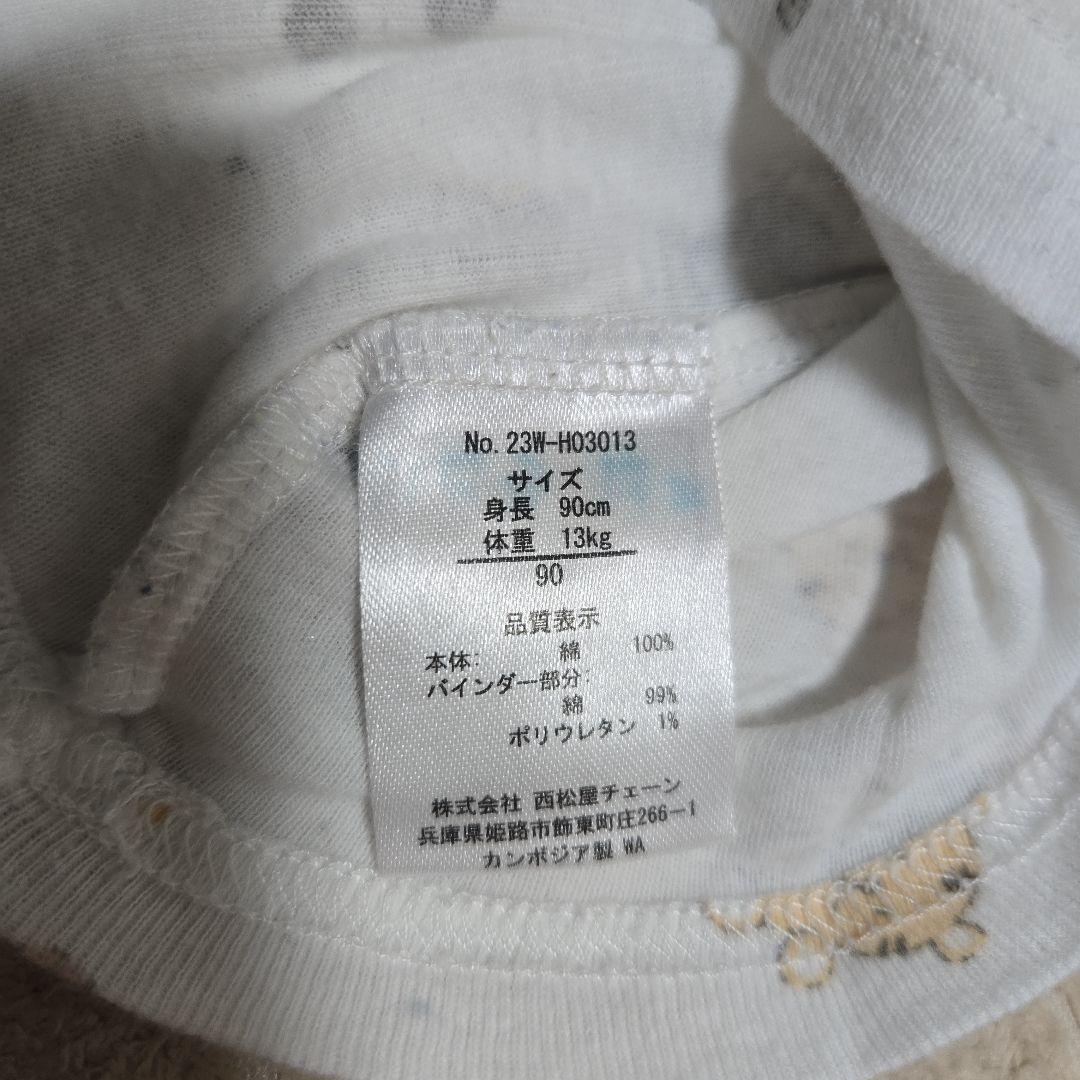 No. 23W-H03013
サイズ
身長 90cm
体重 13kg
90
品質表示
本体: 綿 100%
バインダー部分:
綿 99%
ポリウレタン 1%
株式会社 西松屋チェーン
兵庫県姫路市飾東町庄266-1
カンボジア製 WA